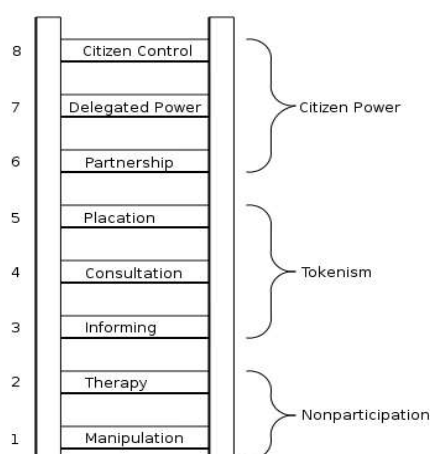 8 Citizen Control
7 Delegated Power
Citizen Power
6 Partnership
5 Placation
4 Consultation
Tokenism
3 Informing
2 Therapy
Nonparticipation
1 Manipulation